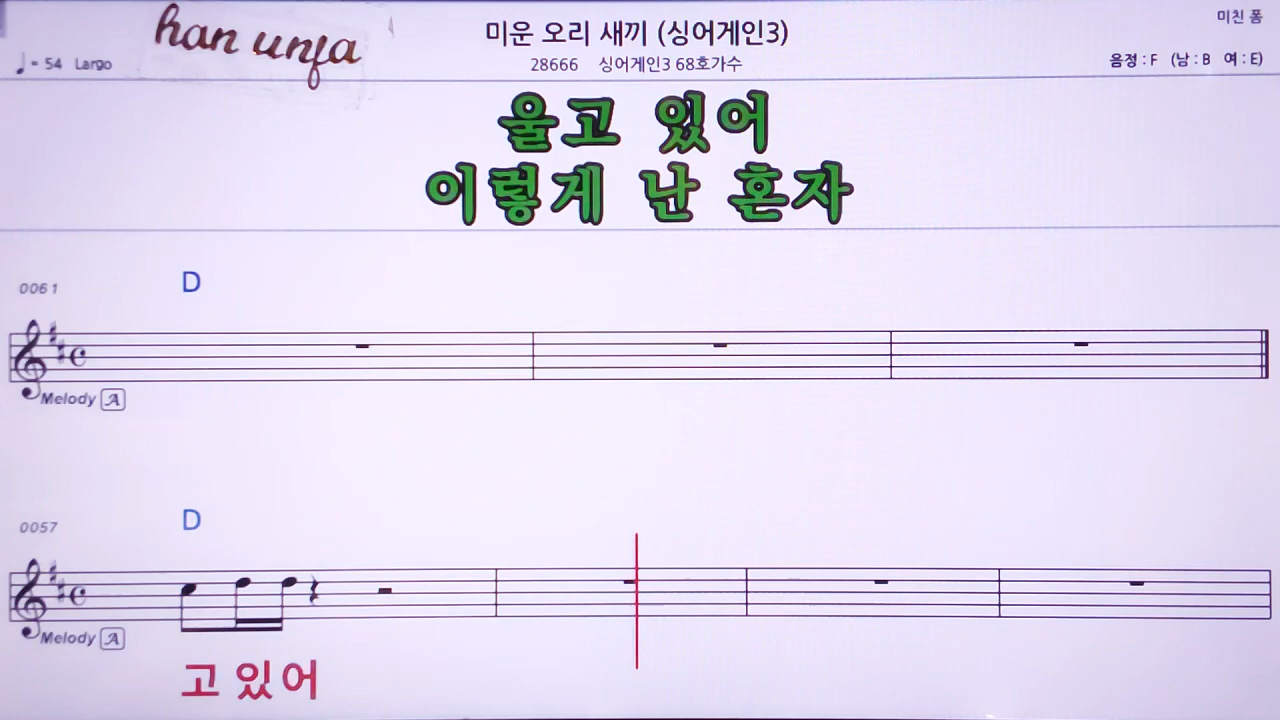 han unfa
미운 오리 새끼 (싱어게인3)
미친 폼
♩= 54 Largo
28666 싱어게인3 68호가수
음정 : F (남 : B 여 : E)
울고 있어
이렇게 난 혼자
0061
D
Melody A
0057
D
Melody A
고 있어